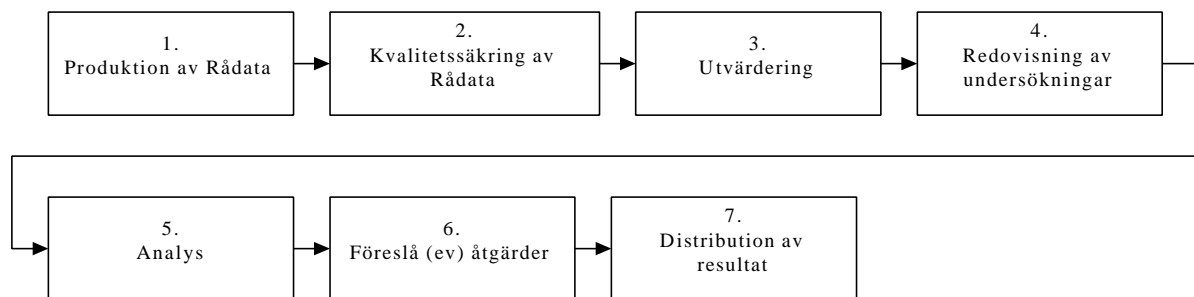 1.
Produktion av Rådata
2.
Kvalitetssäkring av
Rådata
3.
Utvärdering
4.
Redovisning av
undersökningar
5.
Analys
6.
Föreslå (ev) åtgärder
7.
Distribution av
resultat